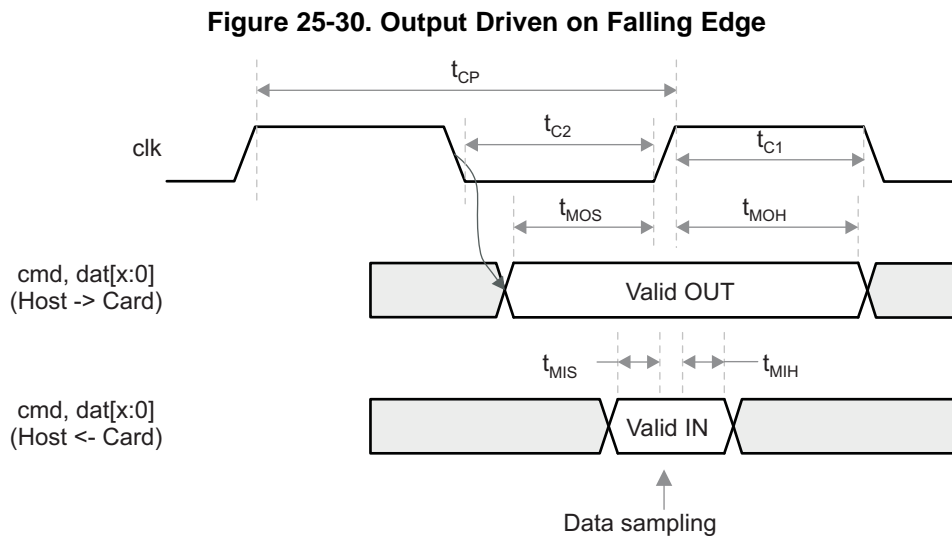 Figure 25-30. Output Driven on Falling Edge
tCP
clk
tC2
tC1
tMOS
tMOH
cmd, dat[x:0]
(Host -> Card)
Valid OUT
tMIS
tMIH
cmd, dat[x:0]
(Host <- Card)
Valid IN
Data sampling